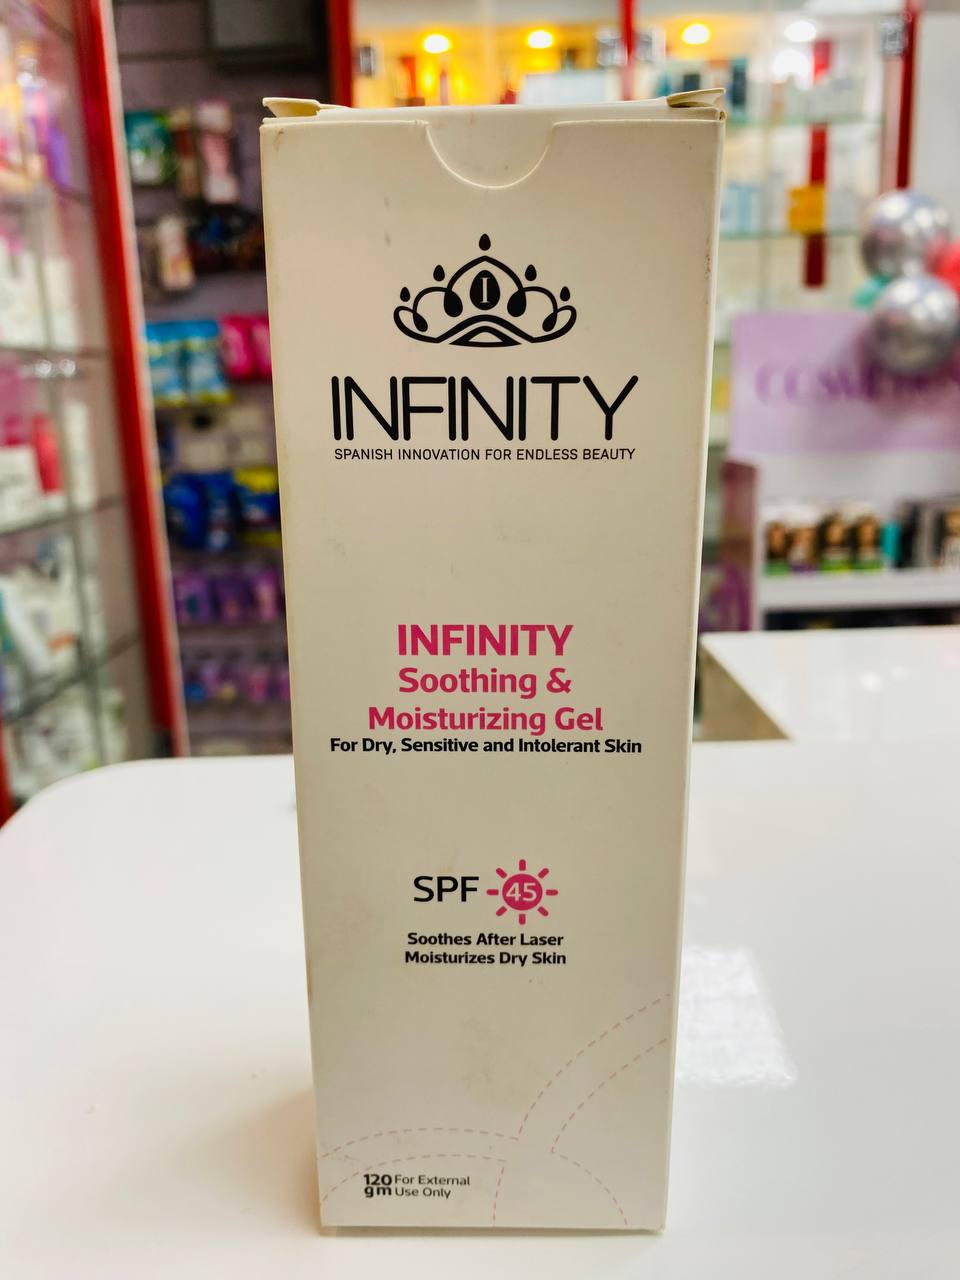 I
INFINITY
SPANISH INNOVATION FOR ENDLESS BEAUTY
INFINITY
Soothing &
Moisturizing Gel
For Dry, Sensitive and Intolerant Skin
SPF 45
Soothes After Laser
Moisturizes Dry Skin
120 For External
gm Use Only